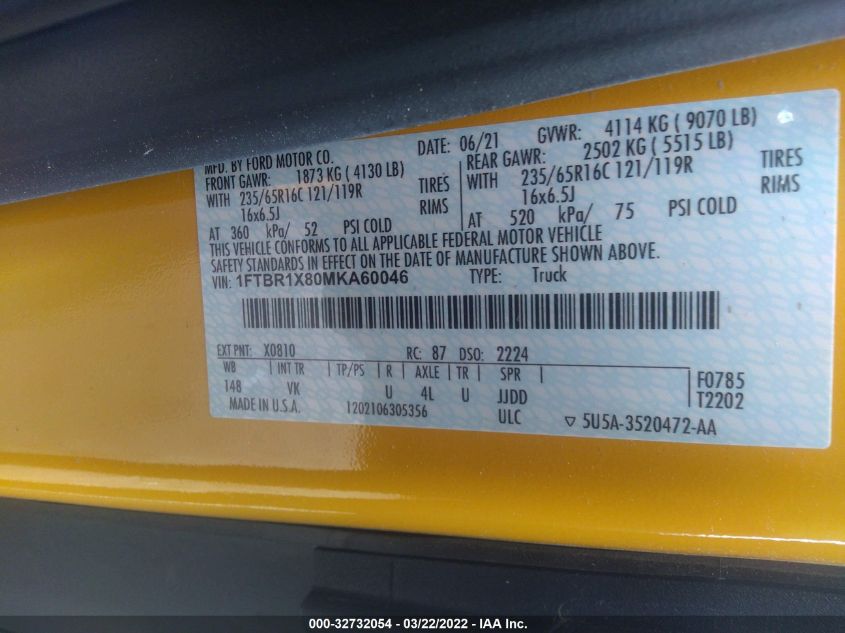 MFD. BY FORD MOTOR CO.
DATE: 06/21 GVWR: 4114 KG ( 9070 LB)
FRONT GAWR: 1873 KG ( 4130 LB)
WITH 235/65R16C 121/119R TIRES
16x6.5J RIMS
AT 360 kPa/ 52 PSI COLD
REAR GAWR: 2502 KG ( 5515 LB)
WITH 235/65R16C 121/119R TIRES
16x6.5J RIMS
AT 520 kPa/ 75 PSI COLD
THIS VEHICLE CONFORMS TO ALL APPLICABLE FEDERAL MOTOR VEHICLE
SAFETY STANDARDS IN EFFECT ON THE DATE OF MANUFACTURE SHOWN ABOVE.
VIN: 1FTBR1X80MKA60046 TYPE: Truck
EXT PNT: X0810 RC: 87 DSO: 2224
WB INT TR TP/PS R AXLE TR SPR
148 VK U 4L U JJDD
F0785
T2202
MADE IN U.S.A. 1202106305356 ULC ▽ 5U5A-3520472-AA
000-32732054 - 03/22/2022 - IAA Inc.